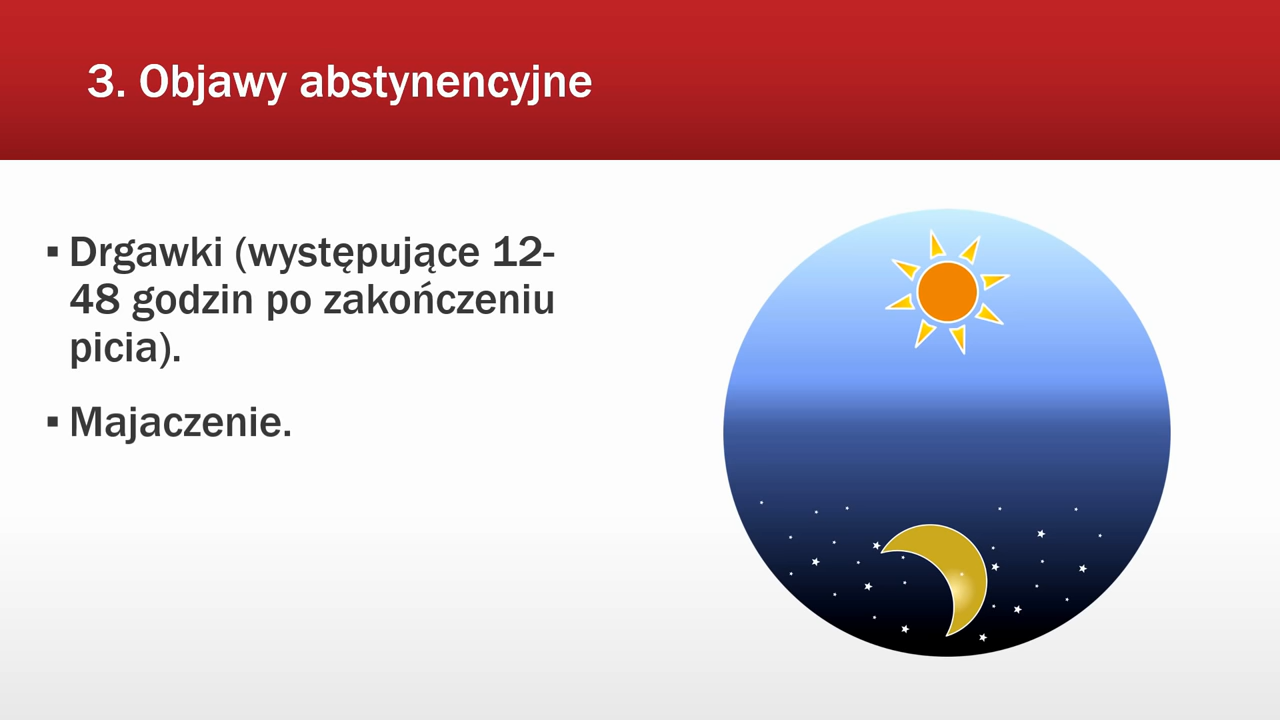 3. Objawy abstynencyjne
▪ Drgawki (występujące 12-
48 godzin po zakończeniu
picia).
▪ Majaczenie.